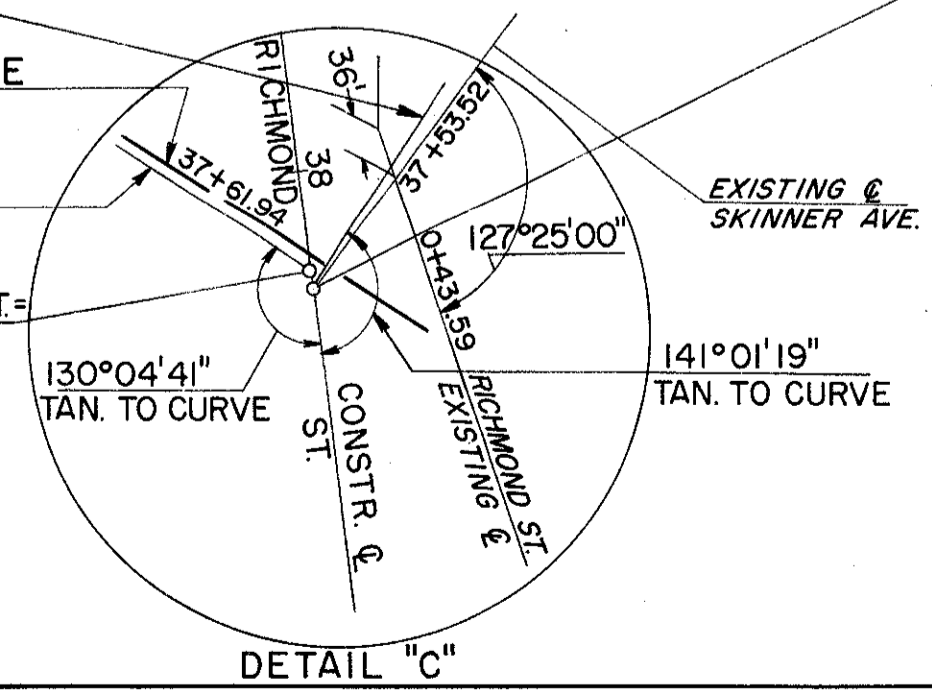 E
RICHMOND
38
36'
37+53.52
37+61.94
EXISTING ℄
SKINNER AVE.
127°25'00"
0+43.59
T.=
130°04'41"
TAN. TO CURVE
141°01'19"
TAN. TO CURVE
CONSTR. ℄
ST.
RICHMOND ST.
EXISTING ℄
DETAIL "C"